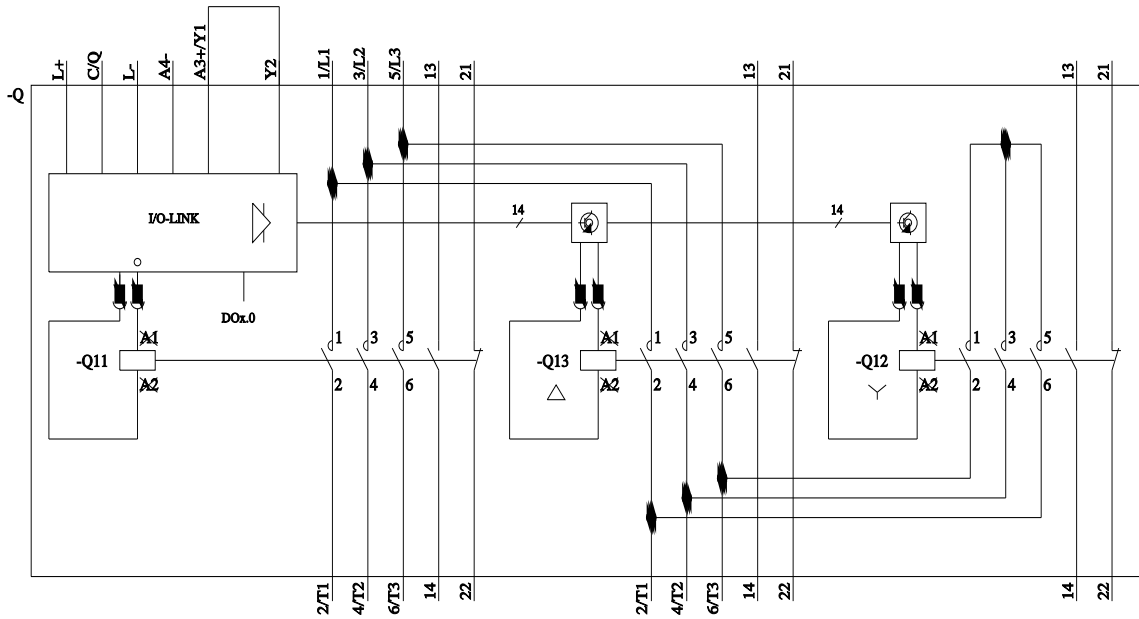 L+
C/Q
L-
A4-
A3+/Y1
Y2
1/L1
3/L2
5/L3
13
21
13
21
13
21
-Q
I/O-LINK
14
14
DOx.0
A1
1
3
5
A1
1
3
5
A1
1
3
5
-Q11
-Q13
-Q12
A2
2
4
6
A2
2
4
6
A2
2
4
6
2/T1
4/T2
6/T3
14
22
2/T1
4/T2
6/T3
14
22
14
22